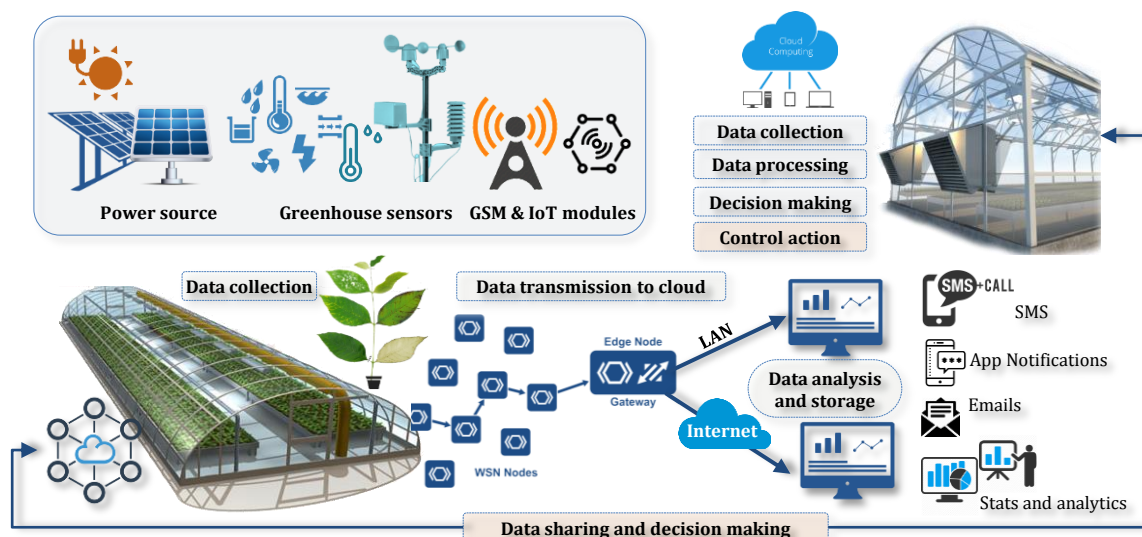 Power source
Greenhouse sensors
GSM & IoT modules
Cloud
Computing
Data collection
Data processing
Decision making
Control action
Data collection
Data transmission to cloud
WSN Nodes
Edge Node
Gateway
LAN
Internet
Data analysis
and storage
SMS+CALL
SMS
App Notifications
Emails
Stats and analytics
Data sharing and decision making